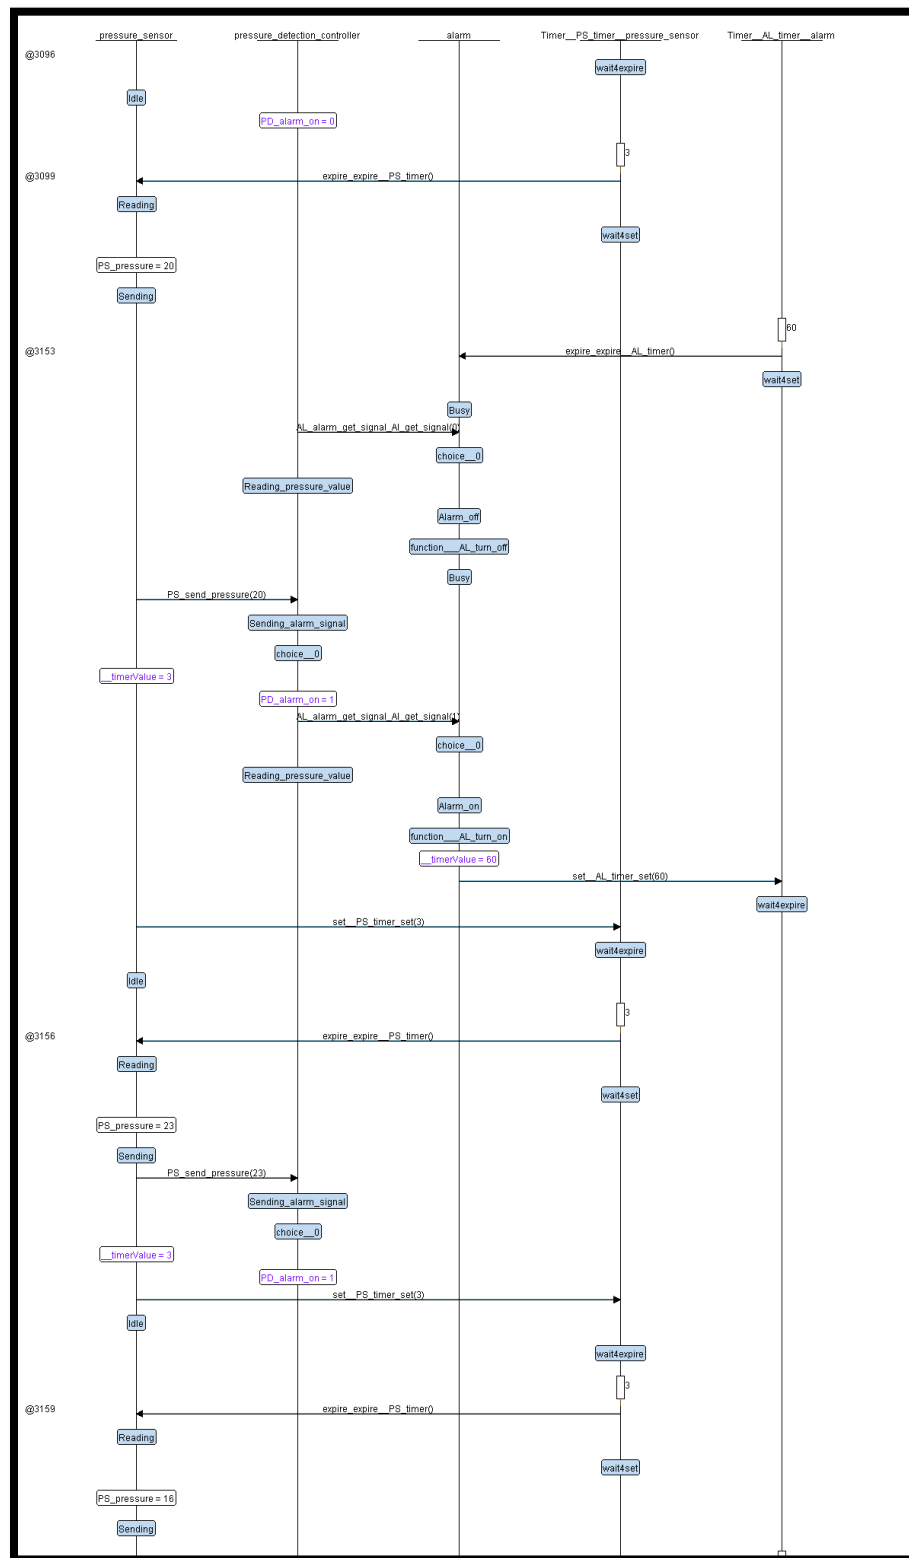 pressure_sensor pressure_detection_controller alarm Timer__PS_timer__pressure_sensor Timer__AL_timer__alarm
@3096
wait4expire
Idle
PD_alarm_on = 0
3
@3099 expire_expire__PS_timer()
Reading
wait4set
PS_pressure = 20
Sending
60
@3153 expire_expire__AL_timer()
wait4set
Busy
AL_alarm_get_signal_Al_get_signal(0)
choice__0
Reading_pressure_value
Alarm_off
function___AL_turn_off
Busy
PS_send_pressure(20)
Sending_alarm_signal
choice__0
__timerValue = 3
PD_alarm_on = 1
AL_alarm_get_signal_Al_get_signal(1)
choice__0
Reading_pressure_value
Alarm_on
function___AL_turn_on
__timerValue = 60
set__AL_timer_set(60)
wait4expire
set__PS_timer_set(3)
wait4expire
Idle
3
@3156 expire_expire__PS_timer()
Reading
wait4set
PS_pressure = 23
Sending
PS_send_pressure(23)
Sending_alarm_signal
choice__0
__timerValue = 3
PD_alarm_on = 1
set__PS_timer_set(3)
Idle
wait4expire
3
@3159 expire_expire__PS_timer()
Reading
wait4set
PS_pressure = 16
Sending